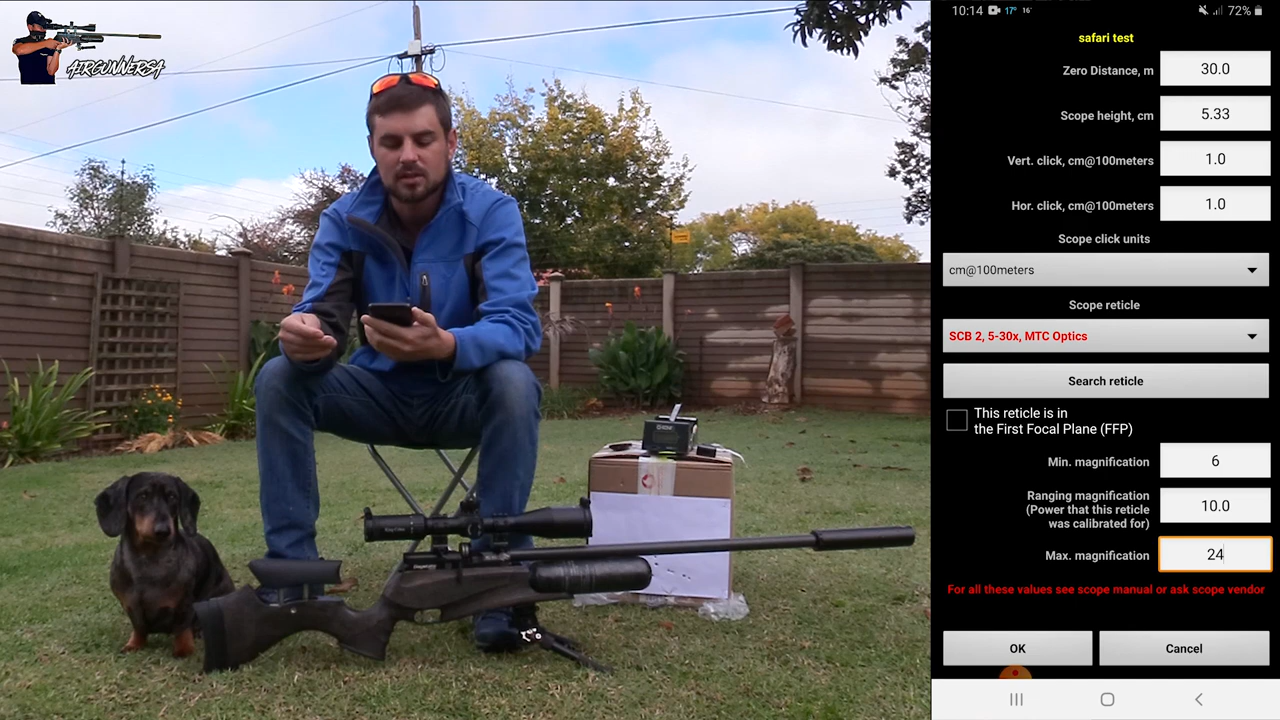 AIRGUNNERSA
10:14 17° 16° 72%
safari test
Zero Distance, m 30.0
Scope height, cm 5.33
Vert. click, cm@100meters 1.0
Hor. click, cm@100meters 1.0
Scope click units
cm@100meters
Scope reticle
SCB 2, 5-30x, MTC Optics
Search reticle
This reticle is in
the First Focal Plane (FFP)
Min. magnification 6
Ranging magnification
(Power that this reticle
was calibrated for) 10.0
Max. magnification 24
For all these values see scope manual or ask scope vendor
OK Cancel